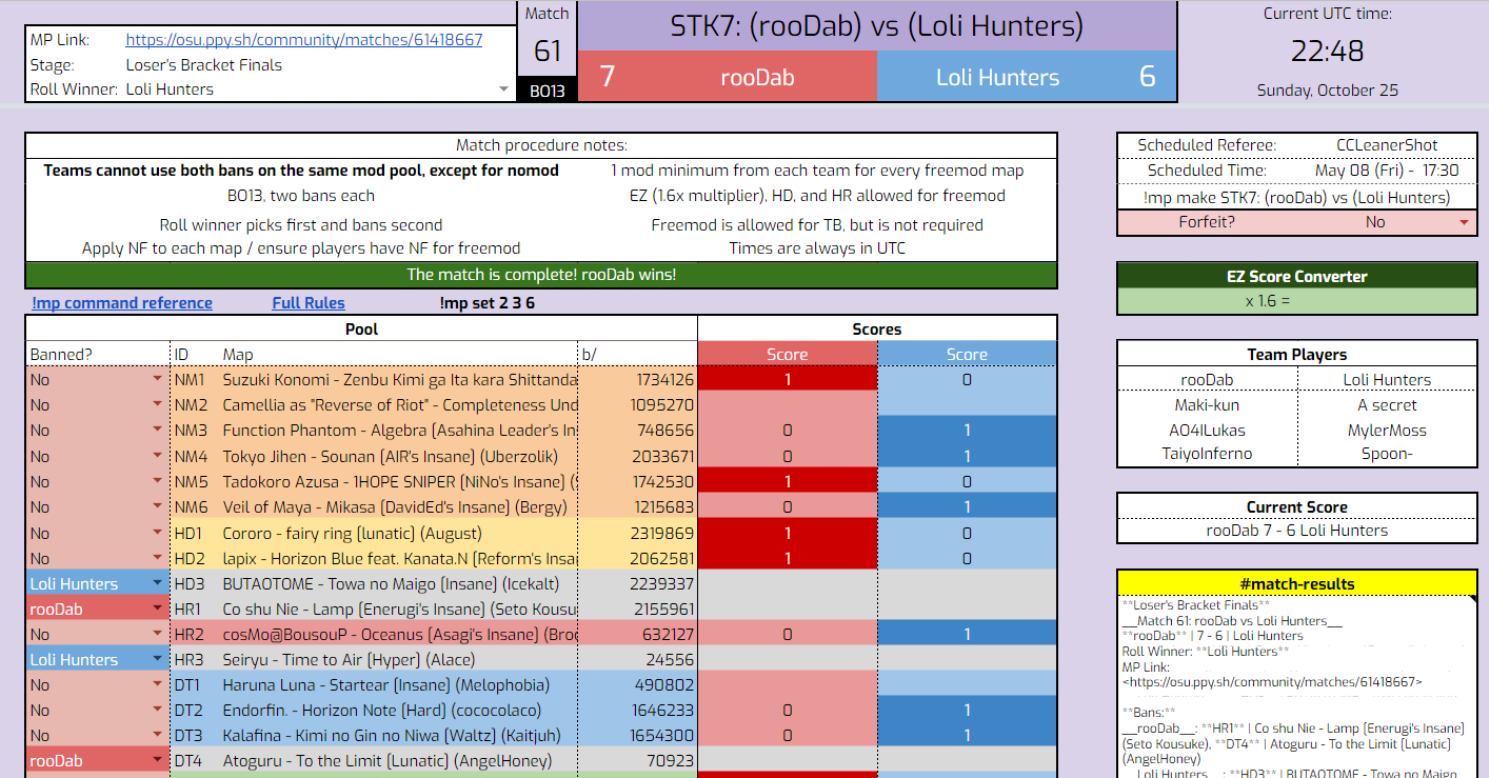 MP Link: https://osu.ppy.sh/community/matches/61418667
Stage: Loser's Bracket Finals
Roll Winner: Loli Hunters
Match
61
BO13
STK7: (rooDab) vs (Loli Hunters)
7 rooDab Loli Hunters 6
Current UTC time:
22:48
Sunday, October 25
Match procedure notes:
Teams cannot use both bans on the same mod pool, except for nomod 1 mod minimum from each team for every freemod map
BO13, two bans each EZ (1.6x multiplier), HD, and HR allowed for freemod
Roll winner picks first and bans second Freemod is allowed for TB, but is not required
Apply NF to each map / ensure players have NF for freemod Times are always in UTC
The match is complete! rooDab wins!
!mp command reference Full Rules !mp set 2 3 6
Pool Scores
Banned? ID Map b/ Score Score
No NM1 Suzuki Konomi - Zenbu Kimi ga Ita kara Shittanda 1734126 1 0
No NM2 Camellia as "Reverse of Riot" - Completeness Und 1095270
No NM3 Function Phantom - Algebra [Asahina Leader's In 748656 0 1
No NM4 Tokyo Jihen - Sounan [AIR's Insane] (Uberzolik) 2033671 0 1
No NM5 Tadokoro Azusa - 1HOPE SNIPER [NiNo's Insane] ( 1742530 1 0
No NM6 Veil of Maya - Mikasa [DavidEd's Insane] (Bergy) 1215683 0 1
No HD1 Cororo - fairy ring [lunatic] (August) 2319869 1 0
No HD2 lapix - Horizon Blue feat. Kanata.N [Reform's Insa 2062581 1 0
Loli Hunters HD3 BUTAOTOME - Towa no Maigo [Insane] (Icekalt) 2239337
rooDab HR1 Co shu Nie - Lamp [Enerugi's Insane] (Seto Kousu 2155961
No HR2 cosMo@BousouP - Oceanus [Asagi's Insane] (Broc 632127 0 1
Loli Hunters HR3 Seiryu - Time to Air [Hyper] (Alace) 24556
No DT1 Haruna Luna - Startear [Insane] (Melophobia) 490802
No DT2 Endorfin. - Horizon Note [Hard] (cococolaco) 1646233 0 1
No DT3 Kalafina - Kimi no Gin no Niwa [Waltz] (Kaitjuh) 1654300 0 1
rooDab DT4 Atoguru - To the Limit [Lunatic] (AngelHoney) 70923
Scheduled Referee: CCLeanerShot
Scheduled Time: May 08 (Fri) - 17:30
!mp make STK7: (rooDab) vs (Loli Hunters)
Forfeit? No
EZ Score Converter
x 1.6 =
Team Players
rooDab Loli Hunters
Maki-kun A secret
A04ILukas MylerMoss
TaiyoInferno Spoon-
Current Score
rooDab 7 - 6 Loli Hunters
#match-results
**Loser's Bracket Finals**
__Match 61: rooDab vs Loli Hunters__
**rooDab** | 7 - 6 | Loli Hunters
Roll Winner: **Loli Hunters**
MP Link:
<https://osu.ppy.sh/community/matches/61418667>
**Bans:**
__rooDab__: **HR1** | Co shu Nie - Lamp [Enerugi's Insane]
(Seto Kousuke), **DT4** | Atoguru - To the Limit [Lunatic]
(AngelHoney)
__Loli Hunters__: **HD3** | BUTAOTOME - Towa no Maigo